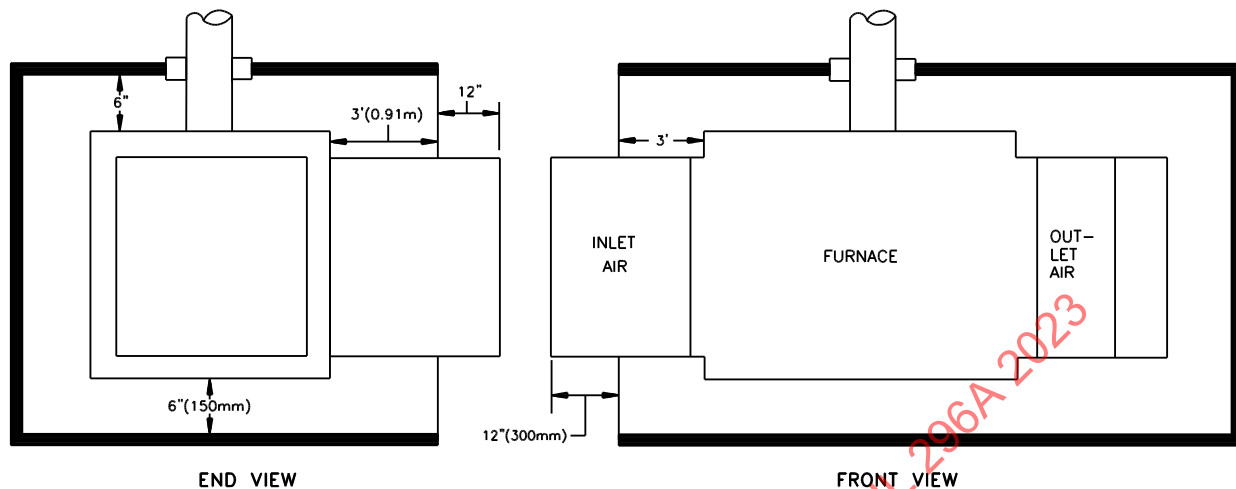 6"
3'(0.91m)
12"
6"(150mm)
END VIEW
3'
INLET
AIR
FURNACE
OUT-
LET
AIR
12"(300mm)
FRONT VIEW
296A 2023